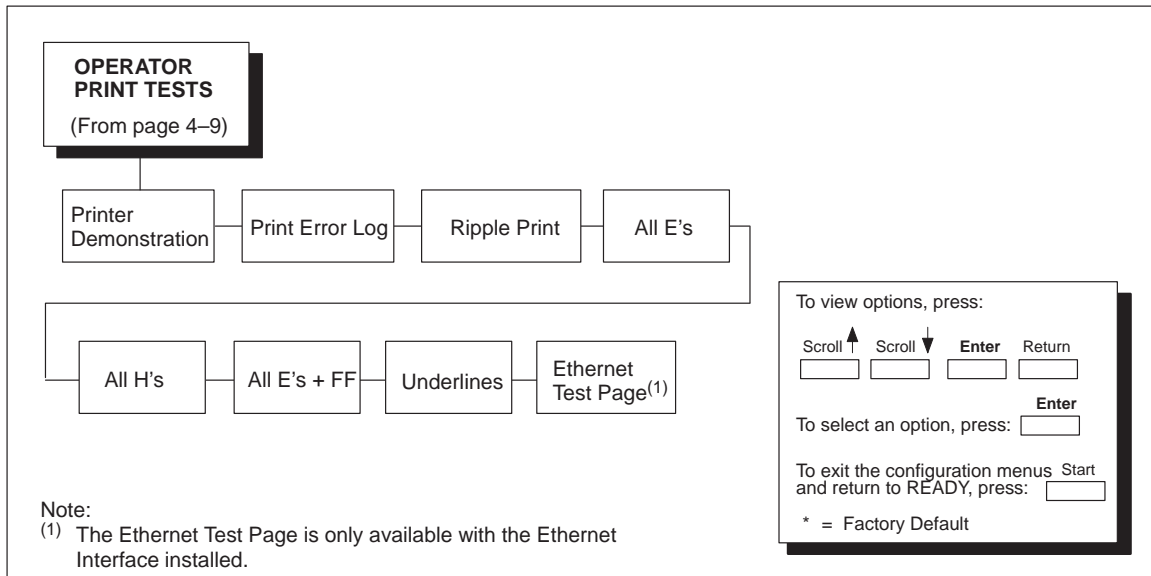 OPERATOR
PRINT TESTS
(From page 4–9)
Printer
Demonstration
Print Error Log
Ripple Print
All E's
All H's
All E's + FF
Underlines
Ethernet
Test Page(1)
To view options, press:
Scroll Scroll Enter Return
Enter
To select an option, press:
To exit the configuration menus Start
and return to READY, press:
* = Factory Default
Note:
(1) The Ethernet Test Page is only available with the Ethernet
Interface installed.